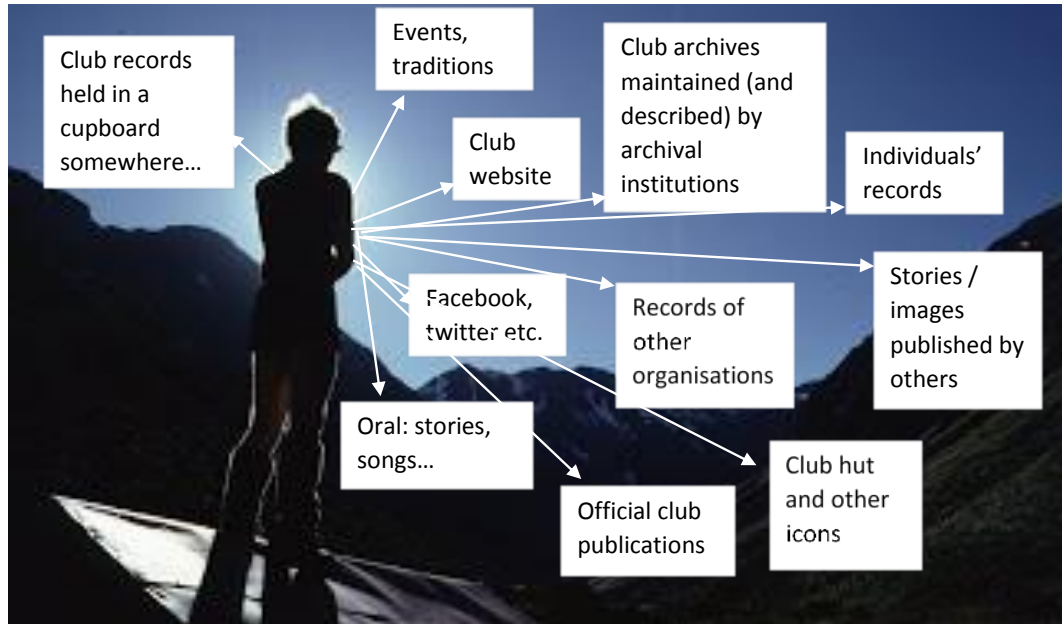 Club records
held in a
cupboard
somewhere…
Events,
traditions
Club
website
Club archives
maintained (and
described) by
archival
institutions
Individuals'
records
Stories /
images
published by
others
Facebook,
twitter etc.
Records of
other
organisations
Oral: stories,
songs…
Official club
publications
Club hut
and other
icons